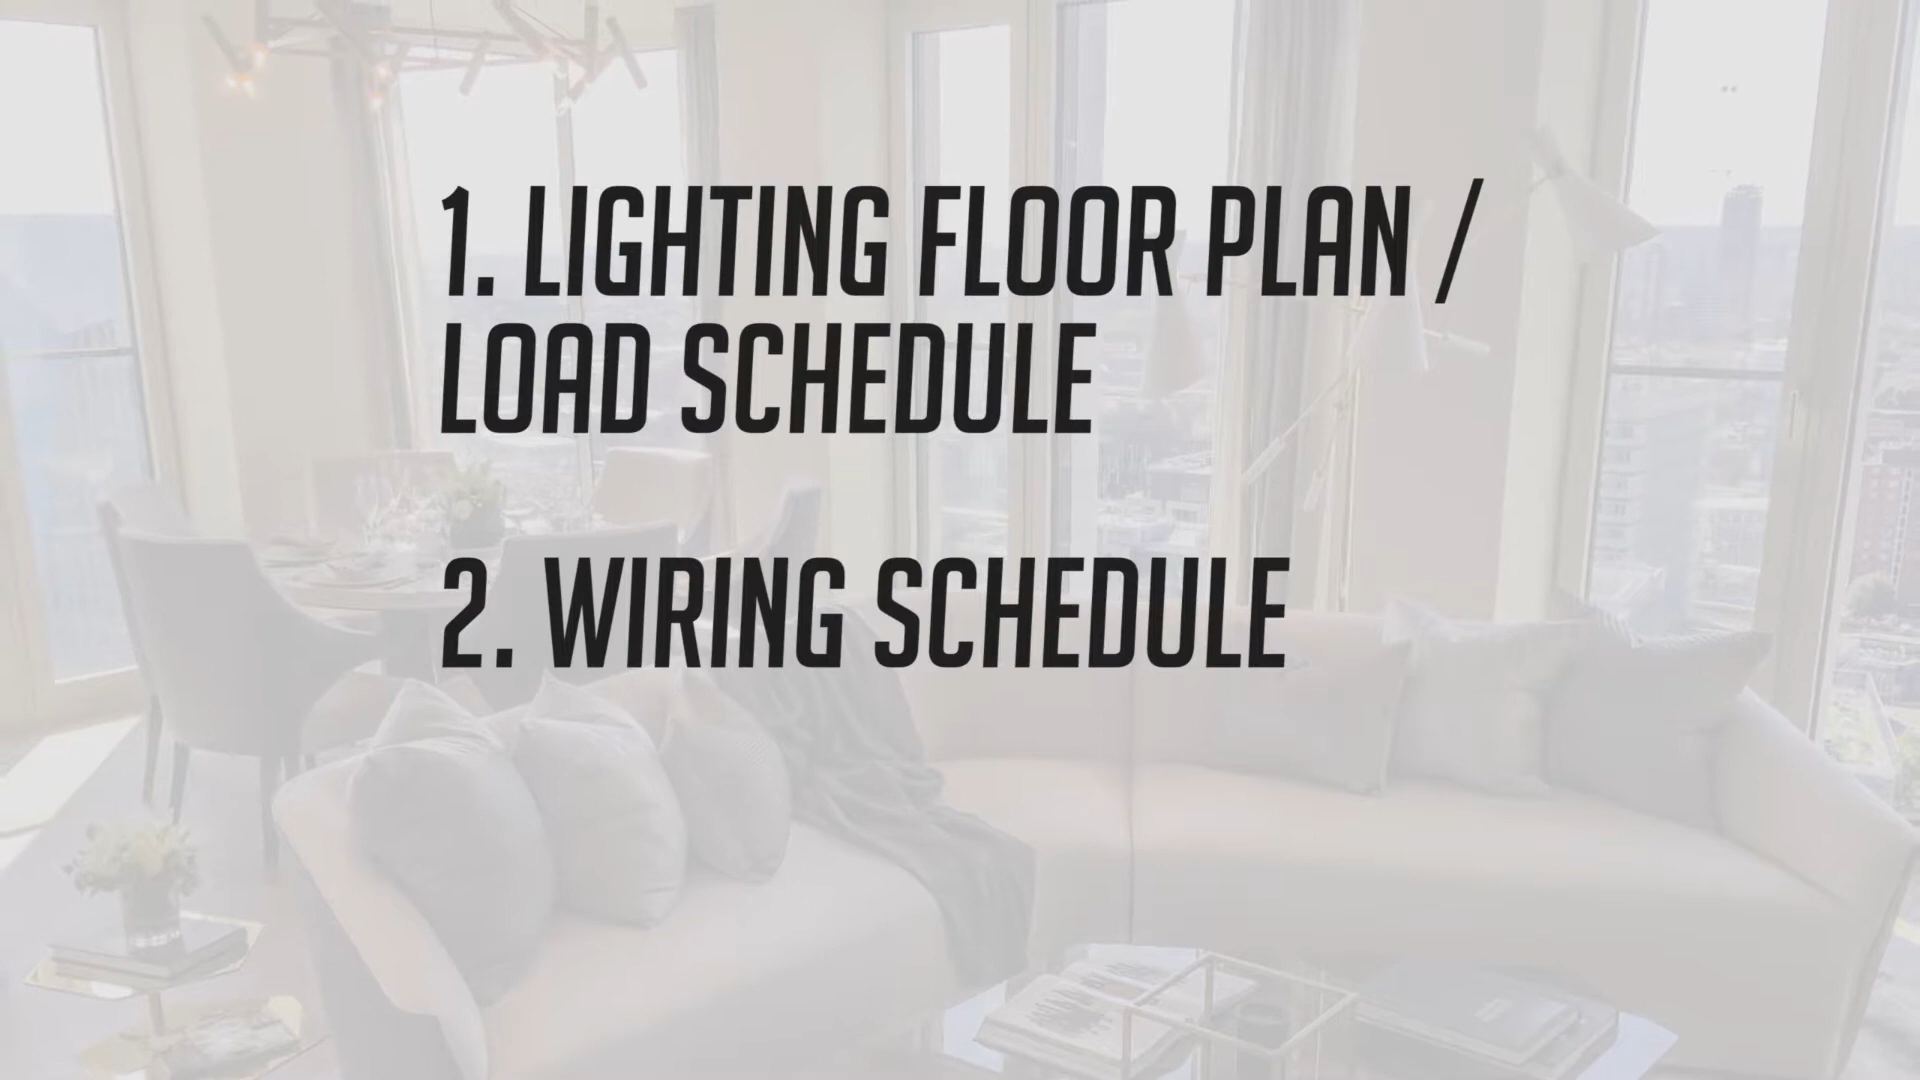 1. LIGHTING FLOOR PLAN /
LOAD SCHEDULE
2. WIRING SCHEDULE